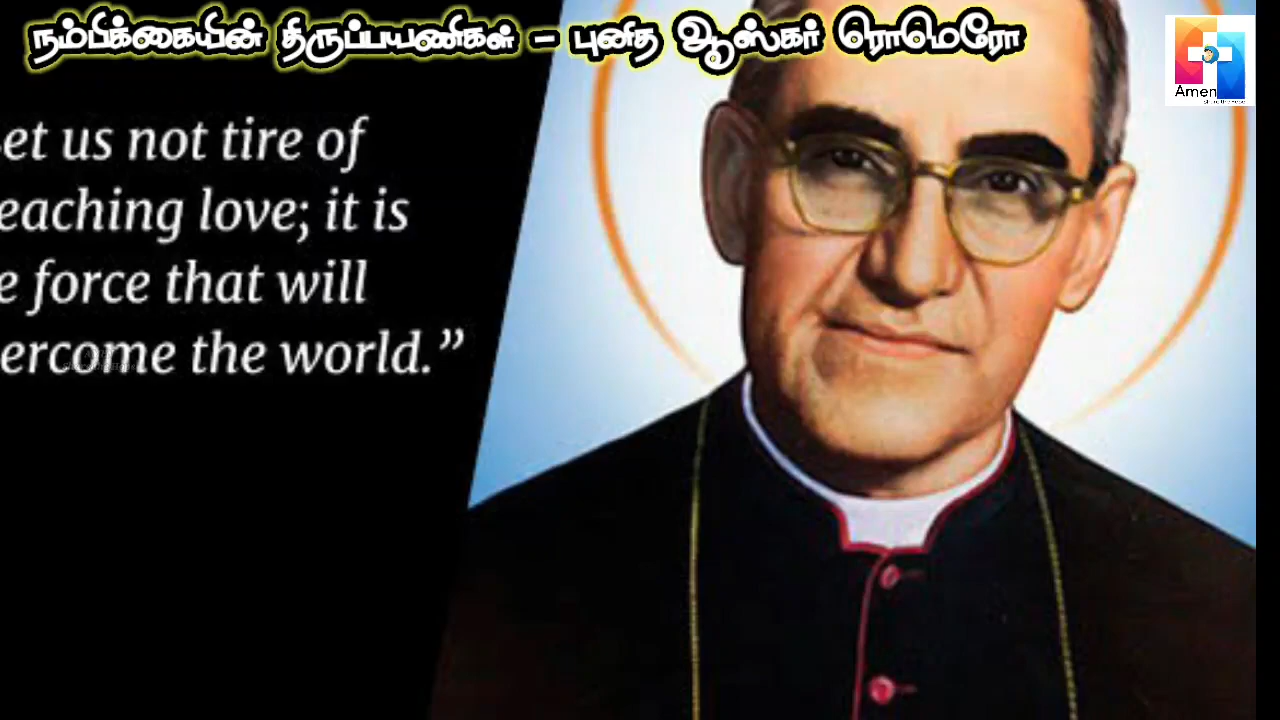 நம்பிக்கையின் திருப்பயணிகள் - புனித ஆஸ்கர் ரொமெரோ
Amen
et us not tire of
eaching love; it is
e force that will
ercome the world.”